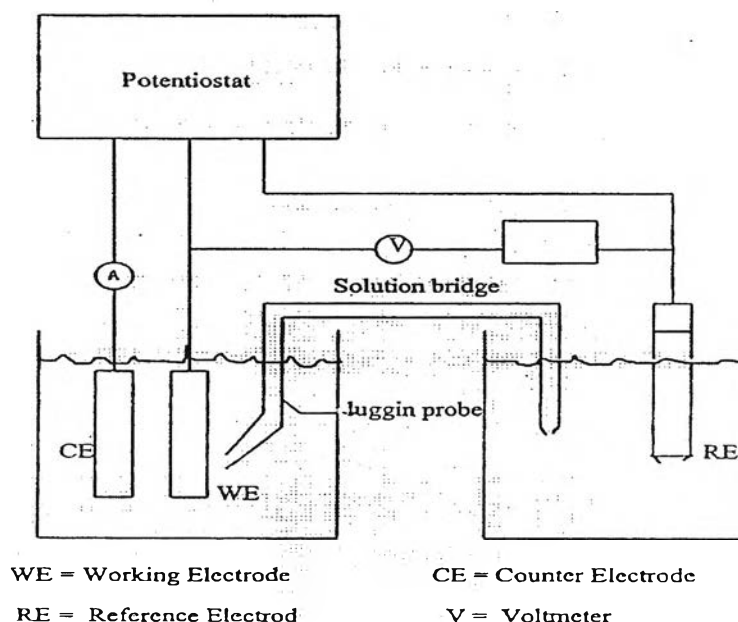 Potentiostat
V
A
Solution bridge
luggin probe
CE
WE
RE
WE = Working Electrode
CE = Counter Electrode
RE = Reference Electrod
V = Voltmeter